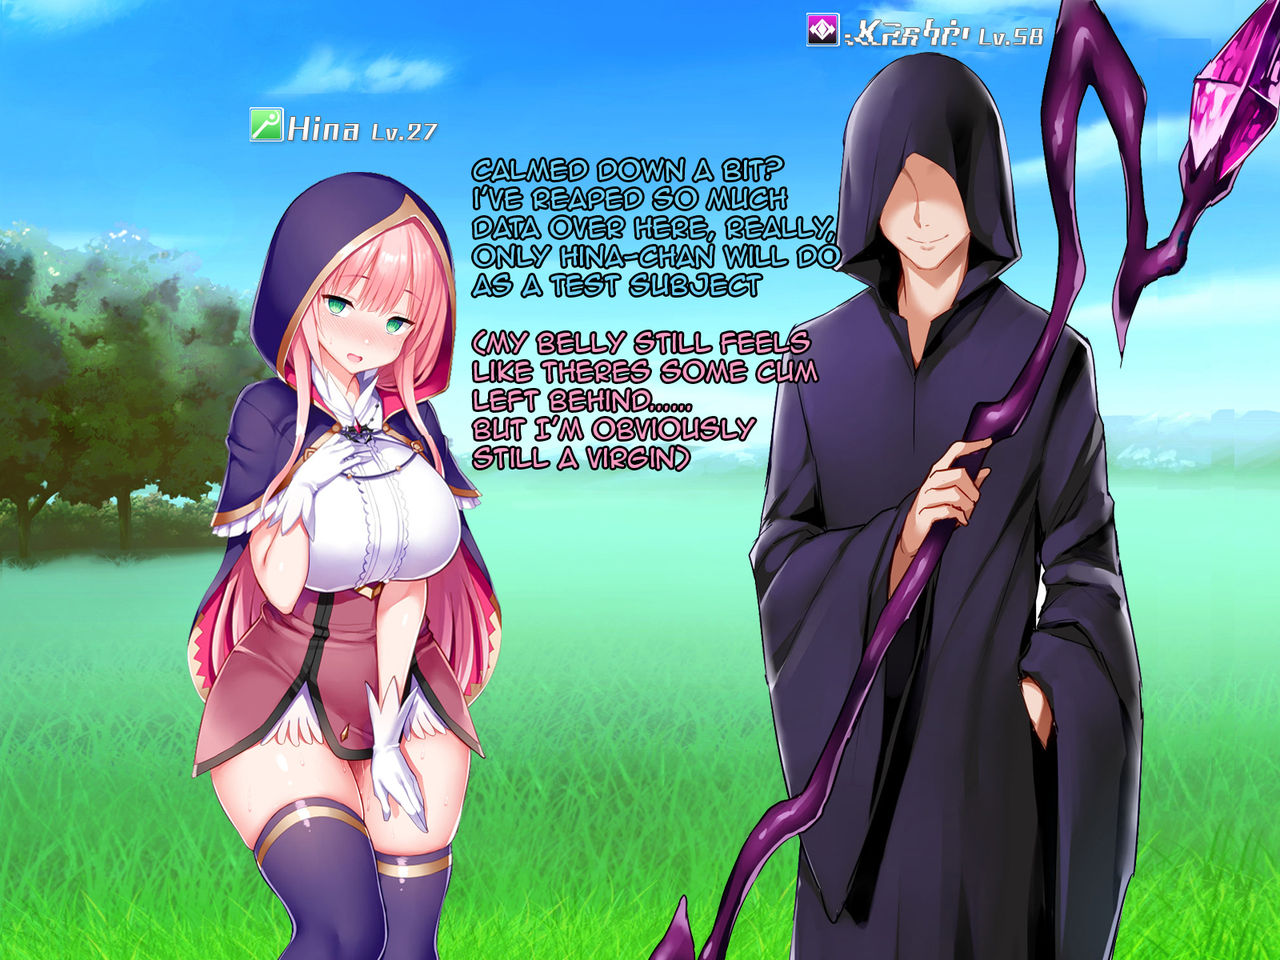 Hina Lv.27
Lv.58
CALMED DOWN A BIT?
I'VE REAPED SO MUCH
DATA OVER HERE, REALLY,
ONLY HINA-CHAN WILL DO
AS A TEST SUBJECT
(MY BELLY STILL FEELS
LIKE THERES SOME CUM
LEFT BEHIND......
BUT I'M OBVIOUSLY
STILL A VIRGIN)